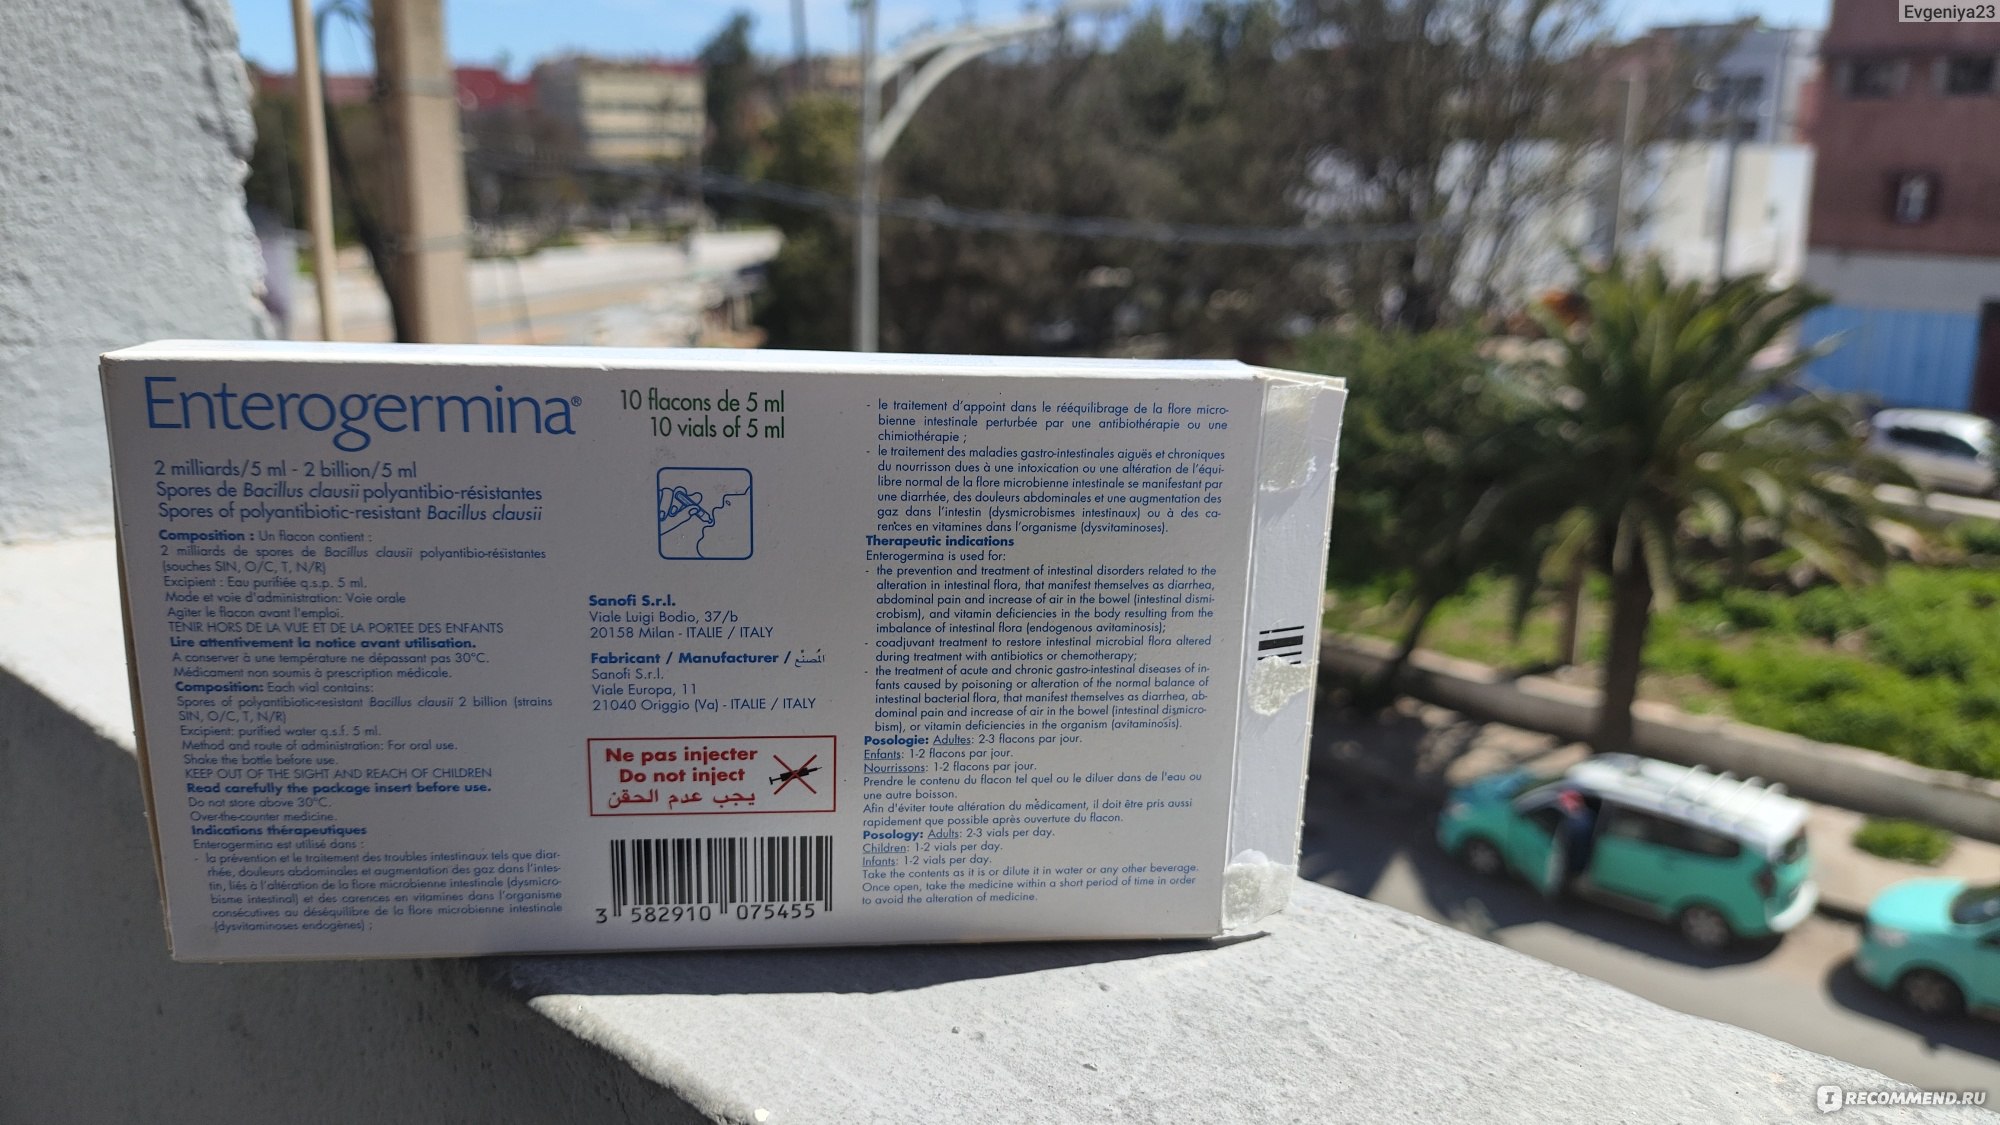 Evgeniya23
Enterogermina®
2 milliards/5 ml - 2 billion/5 ml
Spores de Bacillus clausii polyantibio-résistantes
Spores of polyantibiotic-resistant Bacillus clausii
Composition : Un flacon contient :
2 milliards de spores de Bacillus clausii polyantibio-résistantes
(souches SIN, O/C, T, N/R)
Excipient : Eau purifiée q.s.p. 5 ml.
Mode et voie d'administration: Voie orale
Agiter le flacon avant l'emploi.
TENIR HORS DE LA VUE ET DE LA PORTEE DES ENFANTS
Lire attentivement la notice avant utilisation.
A conserver à une température ne dépassant pas 30°C.
Médicament non soumis à prescription médicale.
Composition: Each vial contains:
Spores of polyantibiotic-resistant Bacillus clausii 2 billion (strains
SIN, O/C, T, N/R)
Excipient: purified water q.s.f. 5 ml.
Method and route of administration: For oral use.
Shake the bottle before use.
KEEP OUT OF THE SIGHT AND REACH OF CHILDREN
Read carefully the package insert before use.
Do not store above 30°C.
Over-the-counter medicine.
Indications thérapeutiques
Enterogermina est utilisé dans :
- la prévention et le traitement des troubles intestinaux tels que diar-
rhée, douleurs abdominales et augmentation des gaz dans l'intes-
tin, liés à l'altération de la flore microbienne intestinale (dysmicro-
bisme intestinal) et des carences en vitamines dans l'organisme
consécutives au déséquilibre de la flore microbienne intestinale
(dysvitaminoses endogènes) ;
10 flacons de 5 ml
10 vials of 5 ml
Sanofi S.r.l.
Viale Luigi Bodio, 37/b
20158 Milan - ITALIE / ITALY
Fabricant / Manufacturer / المُصنِّع
Sanofi S.r.l.
Viale Europa, 11
21040 Origgio (Va) - ITALIE / ITALY
Ne pas injecter
Do not inject
يجب عدم الحقن
3 582910 075455
- le traitement d'appoint dans le rééquilibrage de la flore micro-
bienne intestinale perturbée par une antibiothérapie ou une
chimiothérapie ;
- le traitement des maladies gastro-intestinales aiguës et chroniques
du nourrisson dues à une intoxication ou une altération de l'équi-
libre normal de la flore microbienne intestinale se manifestant par
une diarrhée, des douleurs abdominales et une augmentation des
gaz dans l'intestin (dysmicrobismes intestinaux) ou à des ca-
rences en vitamines dans l'organisme (dysvitaminoses).
Therapeutic indications
Enterogermina is used for:
- the prevention and treatment of intestinal disorders related to the
alteration in intestinal flora, that manifest themselves as diarrhea,
abdominal pain and increase of air in the bowel (intestinal dismi-
crobism), and vitamin deficiencies in the body resulting from the
imbalance of intestinal flora (endogenous avitaminosis);
- coadjuvant treatment to restore intestinal microbial flora altered
during treatment with antibiotics or chemotherapy;
- the treatment of acute and chronic gastro-intestinal diseases of in-
fants caused by poisoning or alteration of the normal balance of
intestinal bacterial flora, that manifest themselves as diarrhea, ab-
dominal pain and increase of air in the bowel (intestinal dismicro-
bism), or vitamin deficiencies in the organism (avitaminosis).
Posologie: Adultes: 2-3 flacons par jour.
Enfants: 1-2 flacons par jour.
Nourrissons: 1-2 flacons par jour.
Prendre le contenu du flacon tel quel ou le diluer dans de l'eau ou
une autre boisson.
Afin d'éviter toute altération du médicament, il doit être pris aussi
rapidement que possible après ouverture du flacon.
Posology: Adults: 2-3 vials per day.
Children: 1-2 vials per day.
Infants: 1-2 vials per day.
Take the contents as it is or dilute it in water or any other beverage.
Once open, take the medicine within a short period of time in order
to avoid the alteration of medicine.
I RECOMMEND.RU